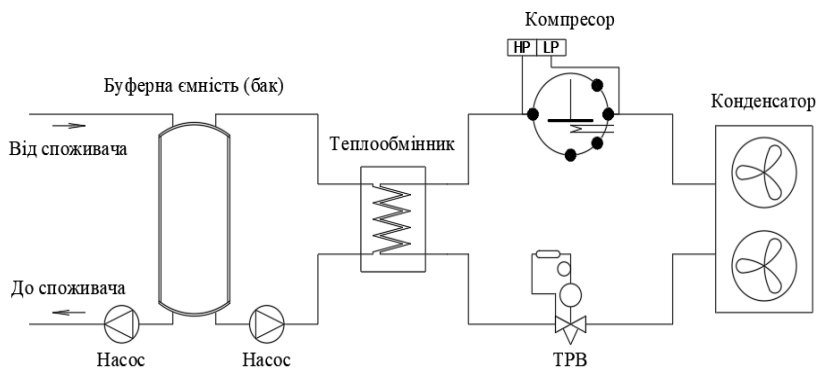 Компресор
HP LP
Буферна ємність (бак)
Конденсатор
Від споживача
Теплообмінник
До споживача
Насос
Насос
ТРВ